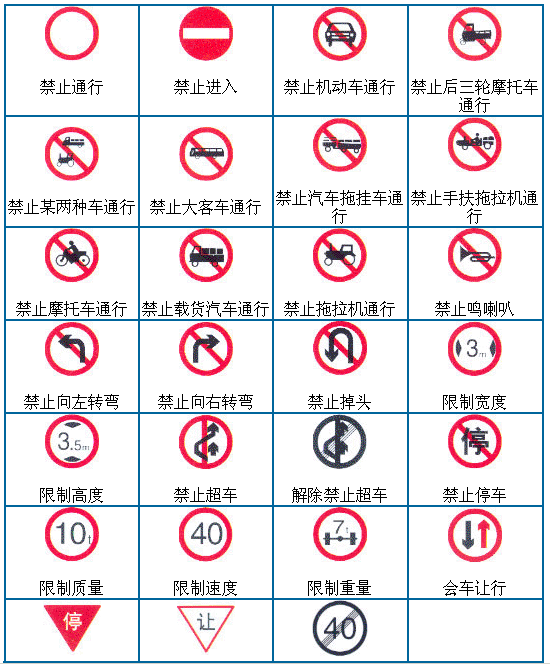 禁止通行
禁止进入
禁止机动车通行
禁止后三轮摩托车
通行
禁止某两种车通行
禁止大客车通行
禁止汽车拖挂车通
行
禁止手扶拖拉机通
行
禁止摩托车通行
禁止载货汽车通行
禁止拖拉机通行
禁止鸣喇叭
3m
禁止向左转弯
禁止向右转弯
禁止掉头
限制宽度
3.5m
停
限制高度
禁止超车
解除禁止超车
禁止停车
10t
40
7t
限制质量
限制速度
限制重量
会车让行
停
让
40